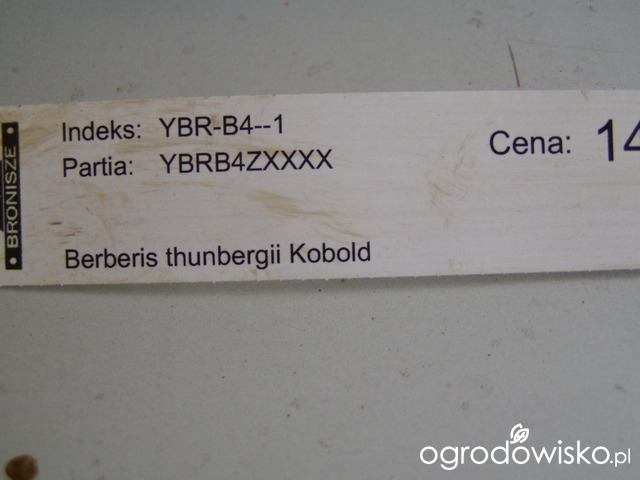 • BRONISZE •
Indeks: YBR-B4--1
Partia: YBRB4ZXXXX
Cena: 14
Berberis thunbergii Kobold
ogrodowisko.pl